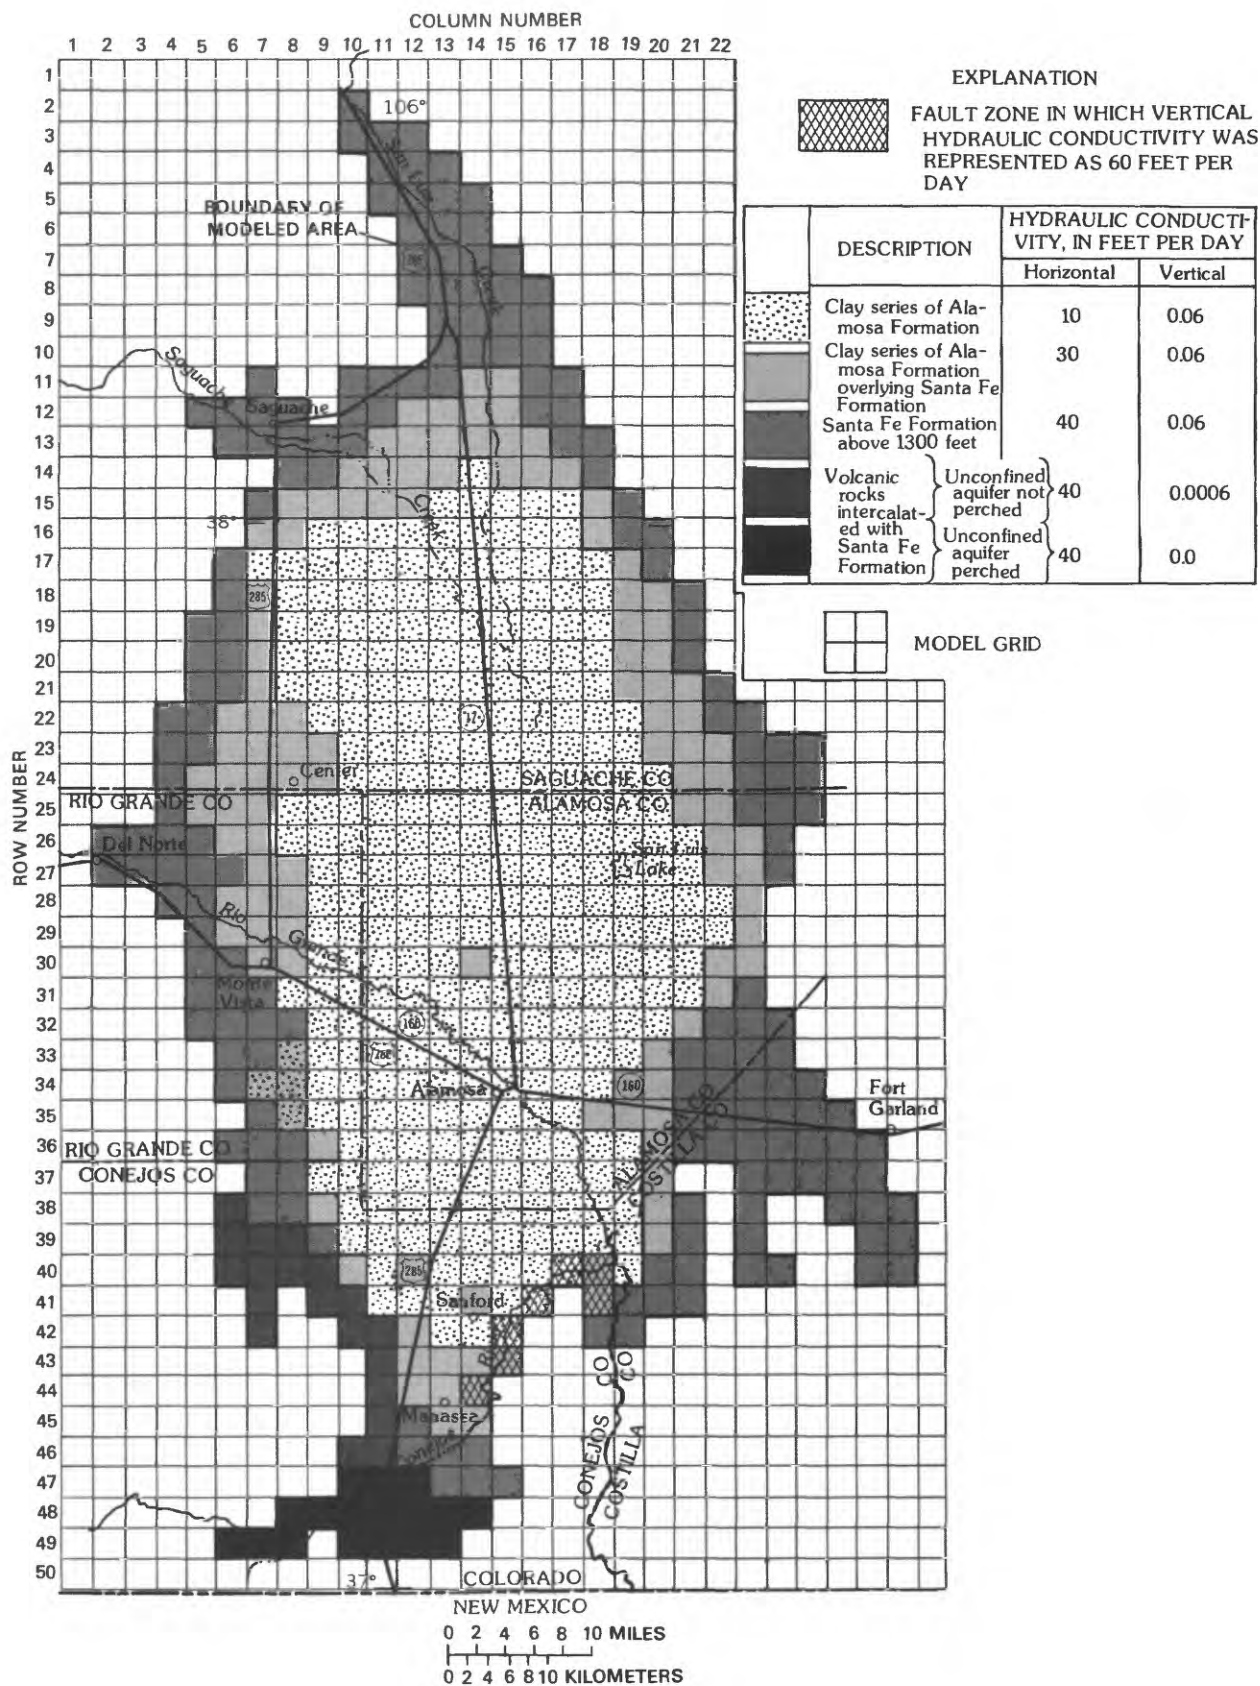 COLUMN NUMBER
1 2 3 4 5 6 7 8 9 10 11 12 13 14 15 16 17 18 19 20 21 22
ROW NUMBER
1
2
3
4
5
6
7
8
9
10
11
12
13
14
15
16
17
18
19
20
21
22
23
24
25
26
27
28
29
30
31
32
33
34
35
36
37
38
39
40
41
42
43
44
45
46
47
48
49
50
106°
San Luis
Creek
BOUNDARY OF
MODELED AREA
285
Saguache
Saguache
Creek
38°
285
17
Center
SAGUACHE CO
RIO GRANDE CO
ALAMOSA CO
Del Norte
San Luis
Lake
Rio
Grande
Monte
Vista
160
285
Alamosa
160
Fort
Garland
RIO GRANDE CO
CONEJOS CO
ALAMOSA CO
COSTILLA CO
285
Sanford
R
Manassa
Conejos
CONEJOS CO
COSTILLA CO
37°
COLORADO
NEW MEXICO
0 2 4 6 8 10 MILES
0 2 4 6 8 10 KILOMETERS
EXPLANATION
FAULT ZONE IN WHICH VERTICAL
HYDRAULIC CONDUCTIVITY WAS
REPRESENTED AS 60 FEET PER
DAY
DESCRIPTION
HYDRAULIC CONDUCTI-
VITY, IN FEET PER DAY
Horizontal Vertical
Clay series of Ala-
mosa Formation
10 0.06
Clay series of Ala-
mosa Formation
overlying Santa Fe
Formation
30 0.06
Santa Fe Formation
above 1300 feet
40 0.06
Volcanic
rocks
intercalat-
ed with
Santa Fe
Formation
Unconfined
aquifer not
perched
40 0.0006
Unconfined
aquifer
perched
40 0.0
MODEL GRID